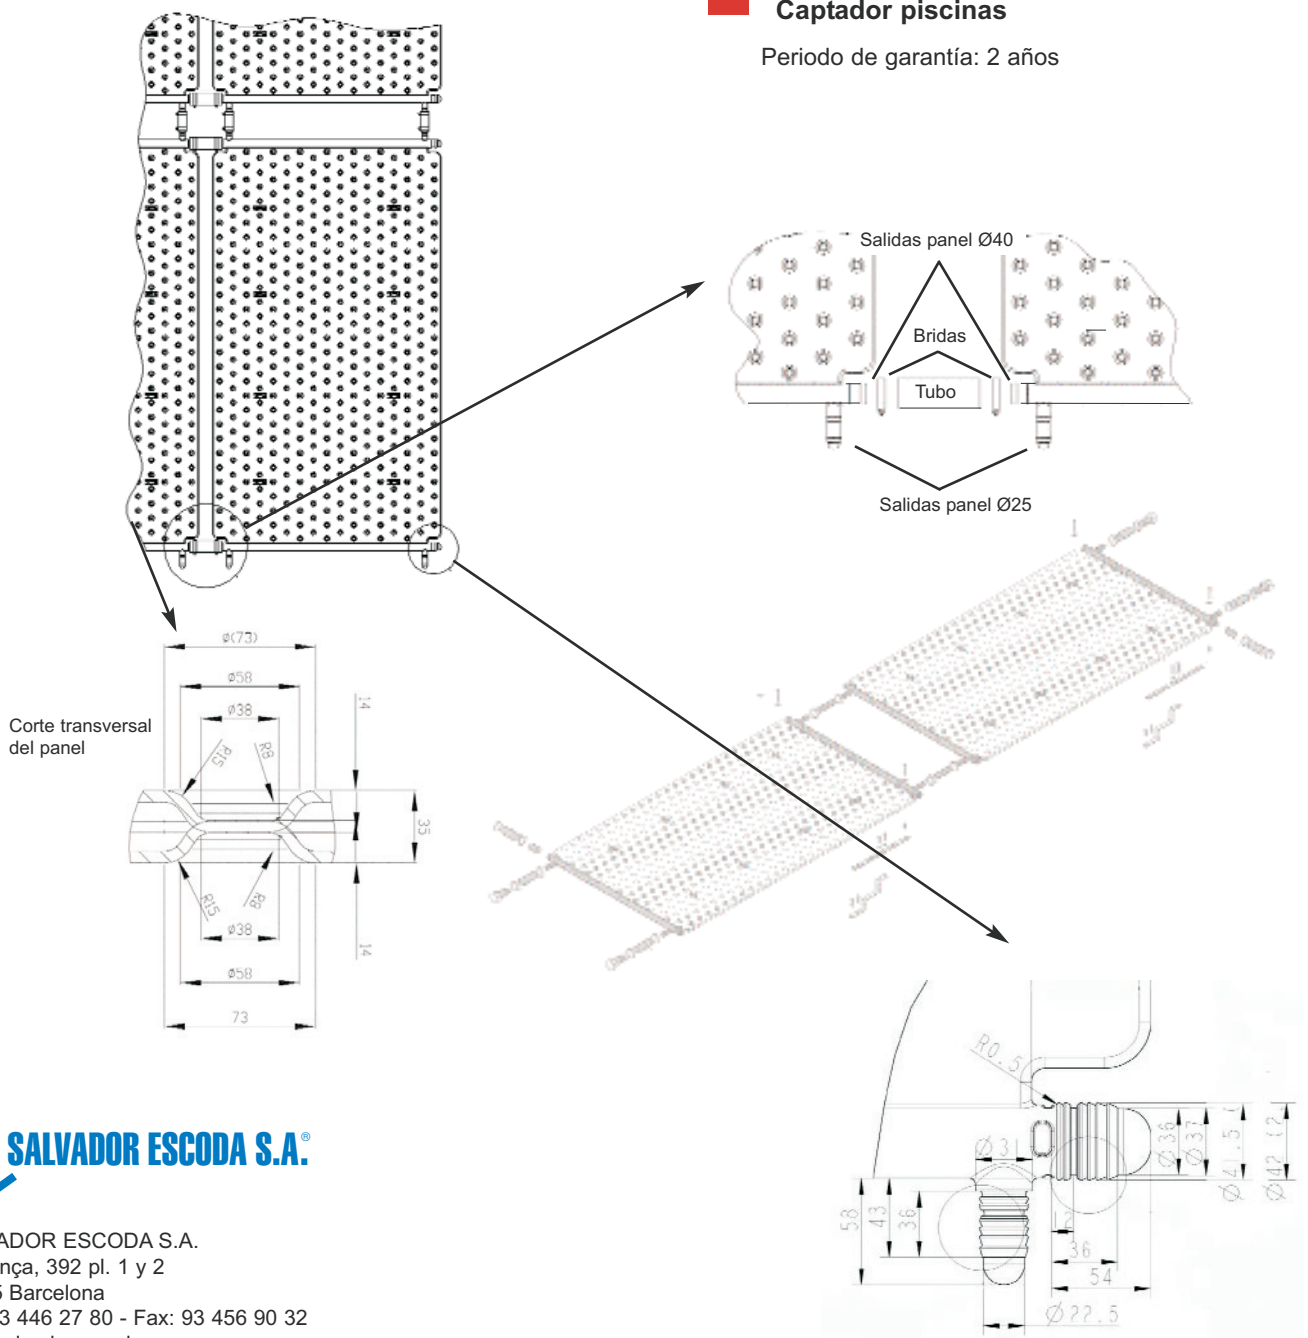 Captador piscinas
Periodo de garantía: 2 años
Salidas panel Ø40
Bridas
Tubo
Salidas panel Ø25
Corte transversal
del panel
ø(73)
ø58
ø38
14
R15
R8
35
R15
R8
ø38
14
ø58
73
R0.5
Ø31
58
43
36
12
36
54
Ø22.5
Ø36
Ø37
Ø41.5
SALVADOR ESCODA S.A.®
ADOR ESCODA S.A.
nça, 392 pl. 1 y 2
Barcelona
3 446 27 80 - Fax: 93 456 90 32